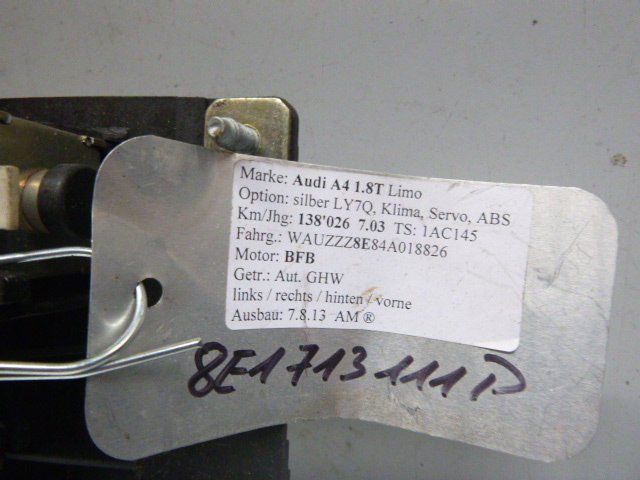 Marke: Audi A4 1.8T Limo
Option: silber LY7Q, Klima, Servo, ABS
Km/Jhg: 138'026 7.03 TS: 1AC145
Fahrg.: WAUZZZ8E84A018826
Motor: BFB
Getr.: Aut. GHW
links / rechts / hinten / vorne
Ausbau: 7.8.13 AM ®
8E1713111D